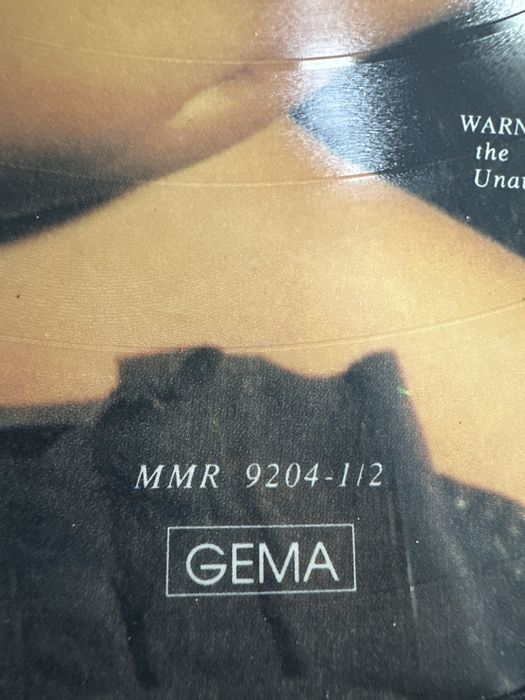 WARN
the
Unau
MMR 9204-1/2
GEMA